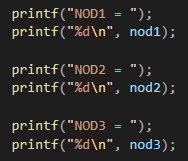 printf("NOD1 = ");
printf("%d\n", nod1);
printf("NOD2 = ");
printf("%d\n", nod2);
printf("NOD3 = ");
printf("%d\n", nod3);